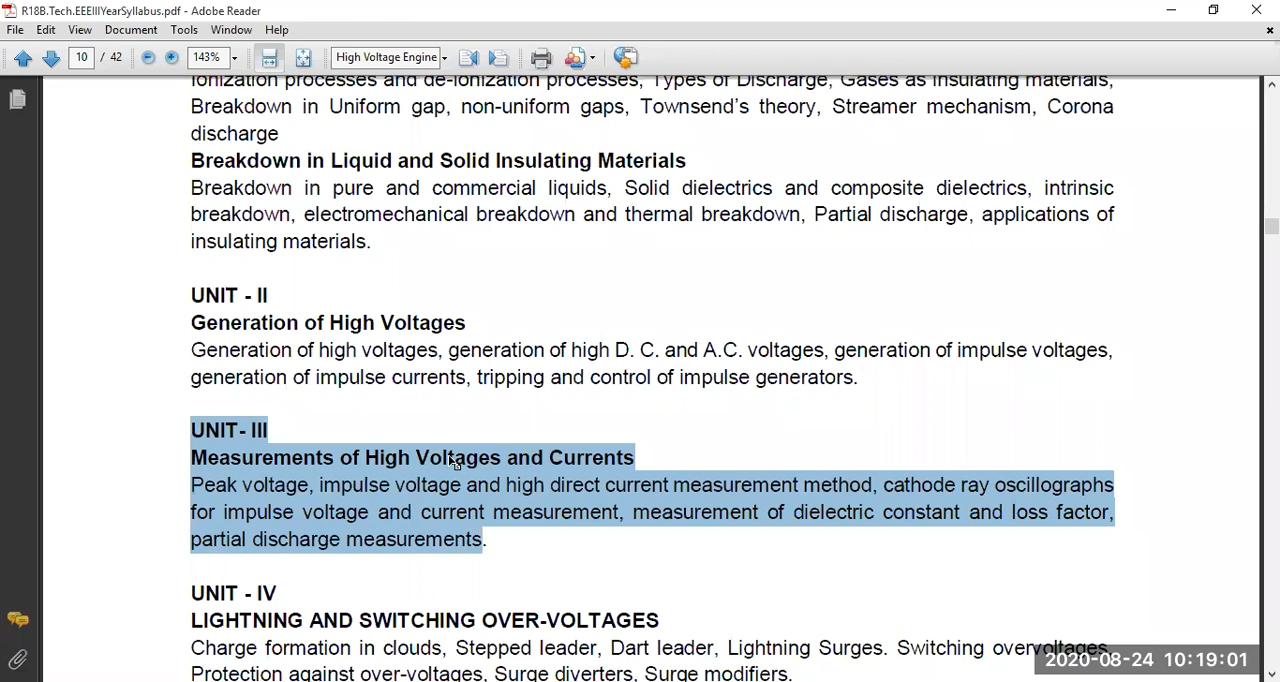 R18B.Tech.EEEIIIYearSyllabus.pdf - Adobe Reader
File Edit View Document Tools Window Help
10 / 42 143% High Voltage Engine
Ionization processes and de-ionization processes, Types of Discharge, Gases as insulating materials,
Breakdown in Uniform gap, non-uniform gaps, Townsend's theory, Streamer mechanism, Corona
discharge
Breakdown in Liquid and Solid Insulating Materials
Breakdown in pure and commercial liquids, Solid dielectrics and composite dielectrics, intrinsic
breakdown, electromechanical breakdown and thermal breakdown, Partial discharge, applications of
insulating materials.
UNIT - II
Generation of High Voltages
Generation of high voltages, generation of high D. C. and A.C. voltages, generation of impulse voltages,
generation of impulse currents, tripping and control of impulse generators.
UNIT- III
Measurements of High Voltages and Currents
Peak voltage, impulse voltage and high direct current measurement method, cathode ray oscillographs
for impulse voltage and current measurement, measurement of dielectric constant and loss factor,
partial discharge measurements.
UNIT - IV
LIGHTNING AND SWITCHING OVER-VOLTAGES
Charge formation in clouds, Stepped leader, Dart leader, Lightning Surges. Switching overvoltages,
Protection against over-voltages, Surge diverters, Surge modifiers.
2020-08-24 10:19:01